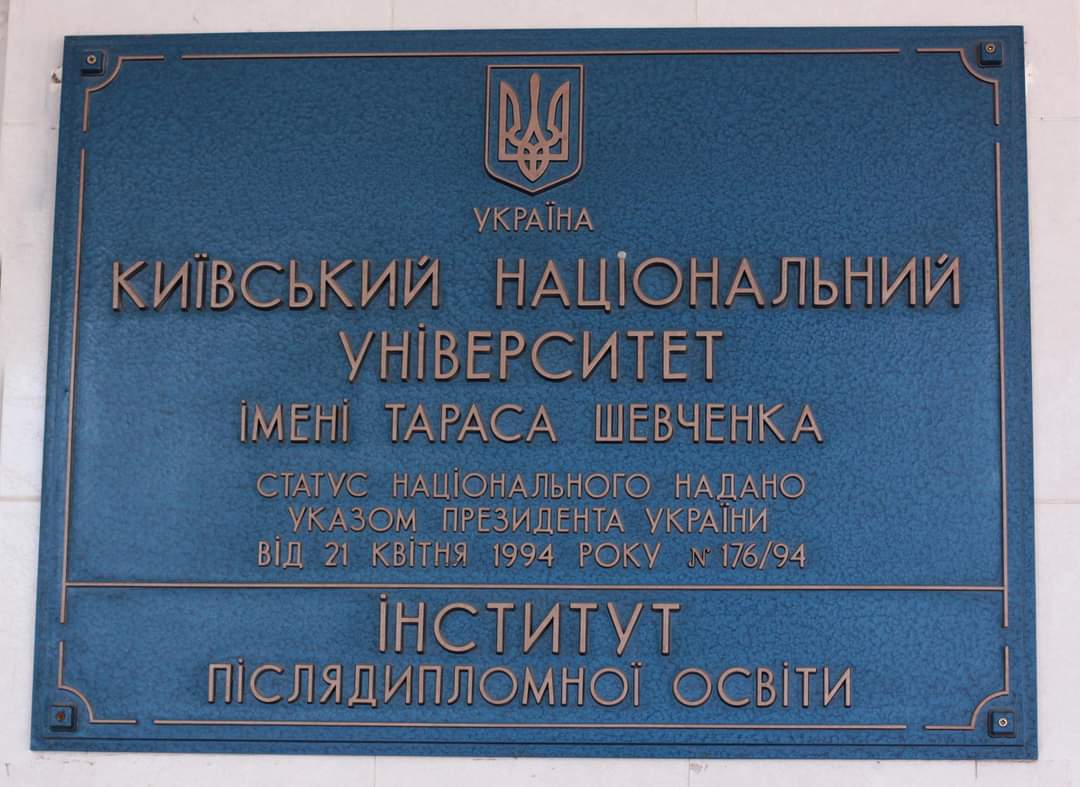 УКРАЇНА
КИЇВСЬКИЙ НАЦІОНАЛЬНИЙ
УНІВЕРСИТЕТ
ІМЕНІ ТАРАСА ШЕВЧЕНКА
СТАТУС НАЦІОНАЛЬНОГО НАДАНО
УКАЗОМ ПРЕЗИДЕНТА УКРАЇНИ
ВІД 21 КВІТНЯ 1994 РОКУ № 176/94
ІНСТИТУТ
ПІСЛЯДИПЛОМНОЇ ОСВІТИ